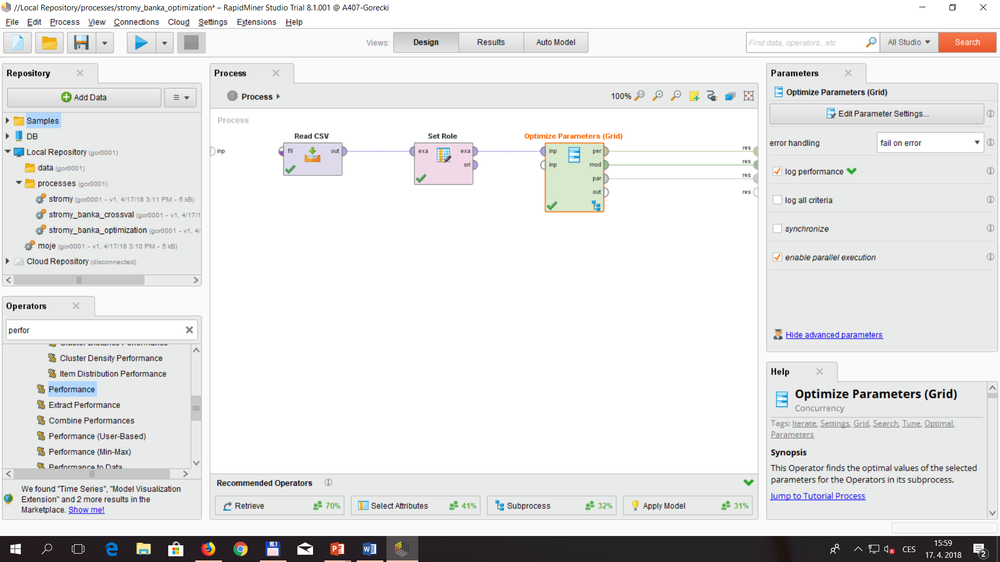 //Local Repository/processes/stromy_banka_optimization* – RapidMiner Studio Trial 8.1.001 @ A407-Gorecki
File Edit Process View Connections Cloud Settings Extensions Help
Views: Design Results Auto Model
Find data, operators...etc All Studio Search
Repository
Add Data
Samples
DB
Local Repository (gor0001)
data (gor0001)
processes (gor0001)
stromy (gor0001 - v1, 4/17/18 3:11 PM - 5 kB)
stromy_banka_crossval (gor0001 - v1, 4/17/1
stromy_banka_optimization (gor0001 - v1, 4/
moje (gor0001 - v1, 4/17/18 3:10 PM - 5 kB)
Cloud Repository (disconnected)
Operators
perfor
Cluster Distance Performance
Cluster Density Performance
Item Distribution Performance
Performance
Extract Performance
Combine Performances
Performance (User-Based)
Performance (Min-Max)
Performance to Data
We found "Time Series", "Model Visualization
Extension" and 2 more results in the
Marketplace. Show me!
Process
Process
100%
Process
Read CSV
Set Role
Optimize Parameters (Grid)
inp
fil out
exa exa
ori
inp per
inp mod
par
out
res
res
res
res
Recommended Operators
Retrieve 70%
Select Attributes 41%
Subprocess 32%
Apply Model 31%
Parameters
Optimize Parameters (Grid)
Edit Parameter Settings...
error handling fail on error
log performance
log all criteria
synchronize
enable parallel execution
Hide advanced parameters
Help
Optimize Parameters (Grid)
Concurrency
Tags: Iterate, Settings, Grid, Search, Tune, Optimal,
Parameters
Synopsis
This Operator finds the optimal values of the selected
parameters for the Operators in its subprocess.
Jump to Tutorial Process
CES
15:59
17. 4. 2018
2